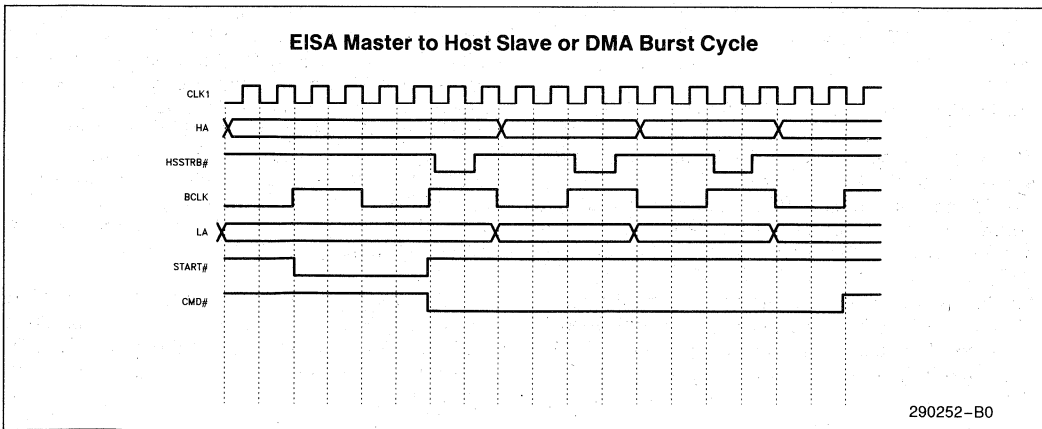 EISA Master to Host Slave or DMA Burst Cycle
CLK1
HA
HSSTRB#
BCLK
LA
START#
CMD#
290252–B0